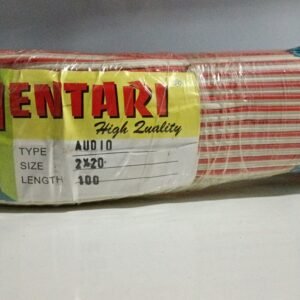 ENTARI®
High Quality
TYPE AUDIO
SIZE 2X20
LENGTH 100